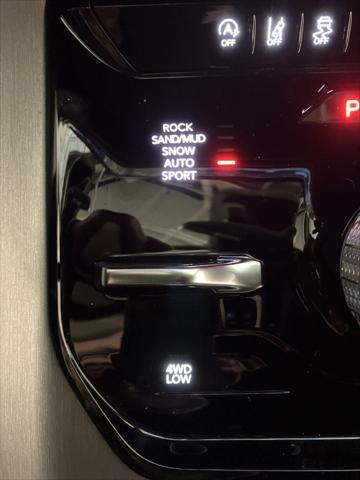 A
OFF OFF OFF
P
ROCK
SAND/MUD
SNOW
AUTO
SPORT
4WD
LOW